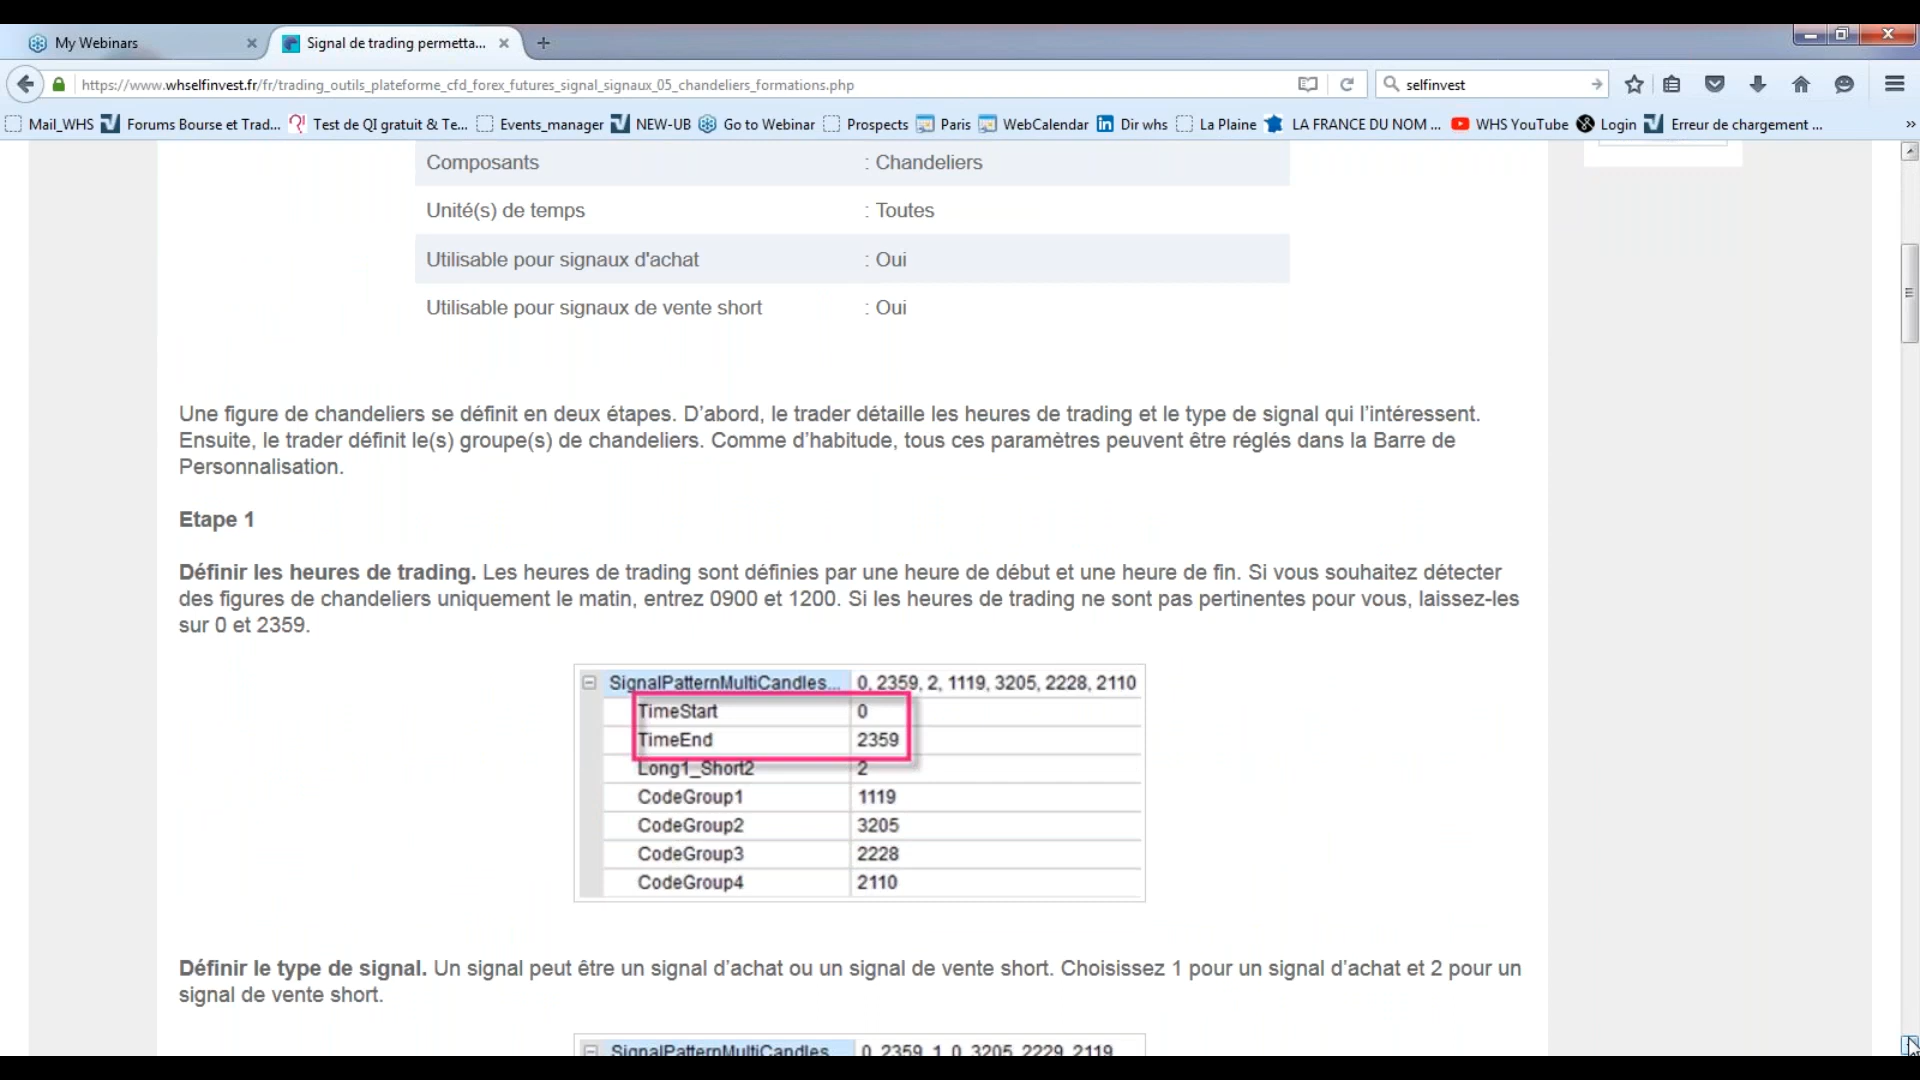 My Webinars
Signal de trading permetta...
https://www.whselfinvest.fr/fr/trading_outils_plateforme_cfd_forex_futures_signal_signaux_05_chandeliers_formations.php
selfinvest
Mail_WHS Forums Bourse et Trad... Test de QI gratuit & Te... Events_manager NEW-UB Go to Webinar Prospects Paris WebCalendar Dir whs La Plaine LA FRANCE DU NOM ... WHS YouTube Login Erreur de chargement ... »
Composants : Chandeliers
Unité(s) de temps : Toutes
Utilisable pour signaux d'achat : Oui
Utilisable pour signaux de vente short : Oui
Une figure de chandeliers se définit en deux étapes. D’abord, le trader détaille les heures de trading et le type de signal qui l’intéressent.
Ensuite, le trader définit le(s) groupe(s) de chandeliers. Comme d’habitude, tous ces paramètres peuvent être réglés dans la Barre de
Personnalisation.
Etape 1
Définir les heures de trading. Les heures de trading sont définies par une heure de début et une heure de fin. Si vous souhaitez détecter
des figures de chandeliers uniquement le matin, entrez 0900 et 1200. Si les heures de trading ne sont pas pertinentes pour vous, laissez-les
sur 0 et 2359.
SignalPatternMultiCandles... 0, 2359, 2, 1119, 3205, 2228, 2110
TimeStart 0
TimeEnd 2359
Long1_Short2 2
CodeGroup1 1119
CodeGroup2 3205
CodeGroup3 2228
CodeGroup4 2110
Définir le type de signal. Un signal peut être un signal d’achat ou un signal de vente short. Choisissez 1 pour un signal d’achat et 2 pour un
signal de vente short.
SignalPatternMultiCandles... 0, 2359, 1, 0, 3205, 2229, 2119